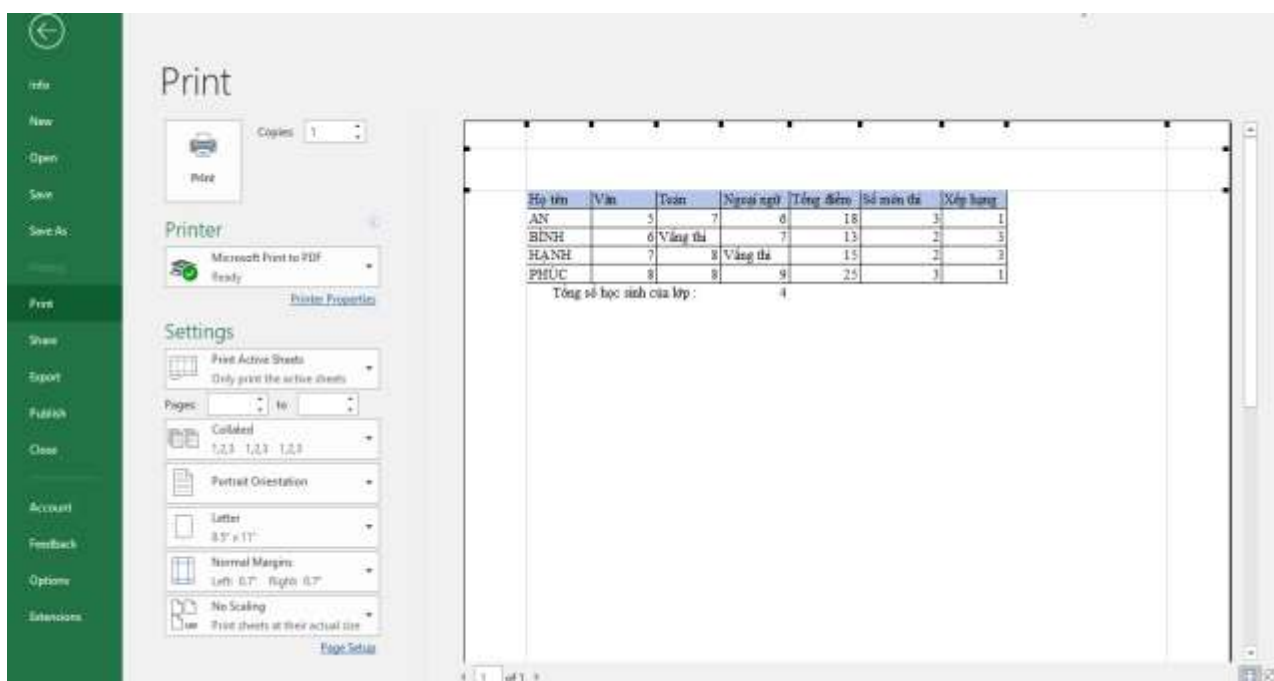 Print
Info
New
Open
Save
Save As
Print
Share
Export
Publish
Close
Account
Feedback
Options
Extensions
Print
Copies: 1
Printer
Microsoft Print to PDF
Ready
Printer Properties
Settings
Print Active Sheets
Only print the active sheets
Pages: to
Collated
1,2,3 1,2,3 1,2,3
Portrait Orientation
Letter
8.5" x 11"
Normal Margins
Left: 0.7" Right: 0.7"
No Scaling
Print sheets at their actual size
Page Setup
Họ tên Văn Toán Ngoại ngữ Tổng điểm Số môn thi Xếp hạng
AN 5 7 6 18 3 1
BÌNH 6 Vắng thi 7 13 2 3
HẠNH 7 8 Vắng thi 15 2 3
PHÚC 8 8 9 25 3 1
Tổng số học sinh của lớp : 4
1 of 1